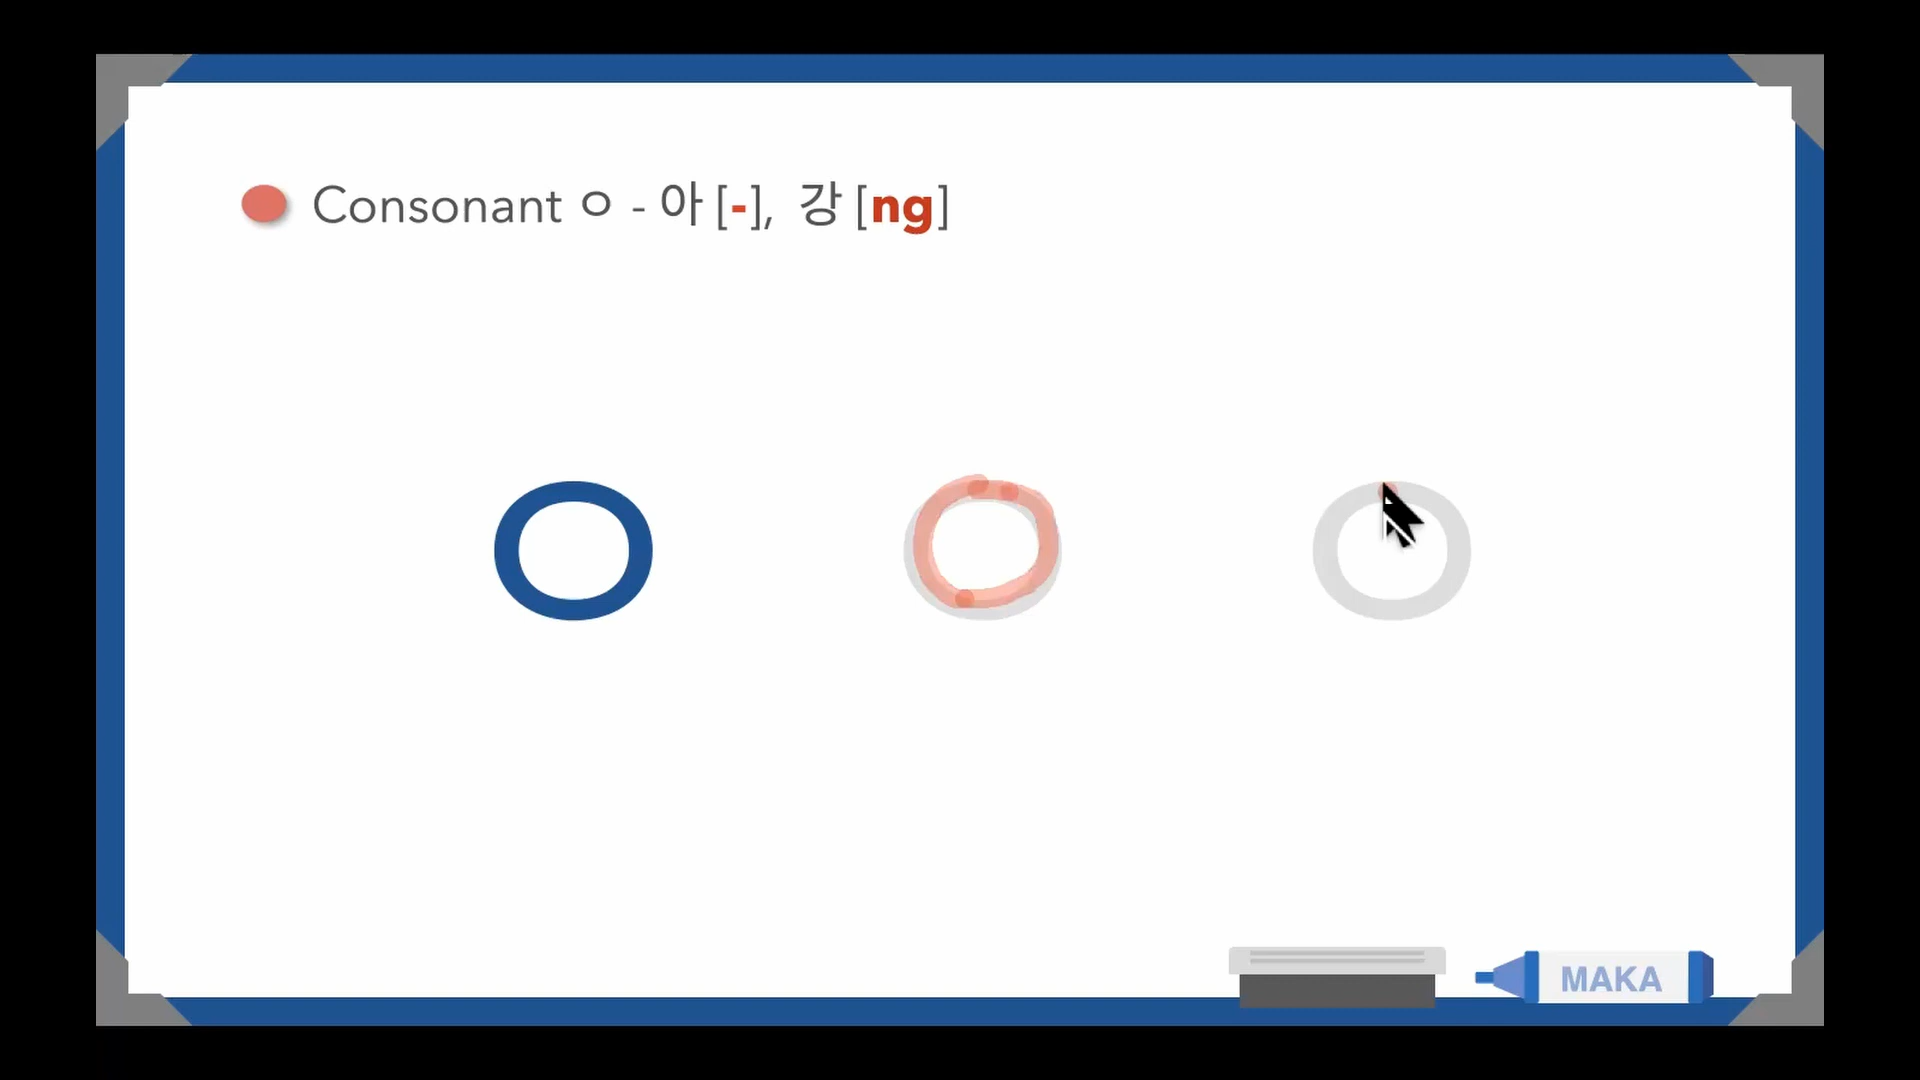 Consonant ㅇ - 아 [-], 강 [ng]
ㅇ ㅇ ㅇ
MAKA